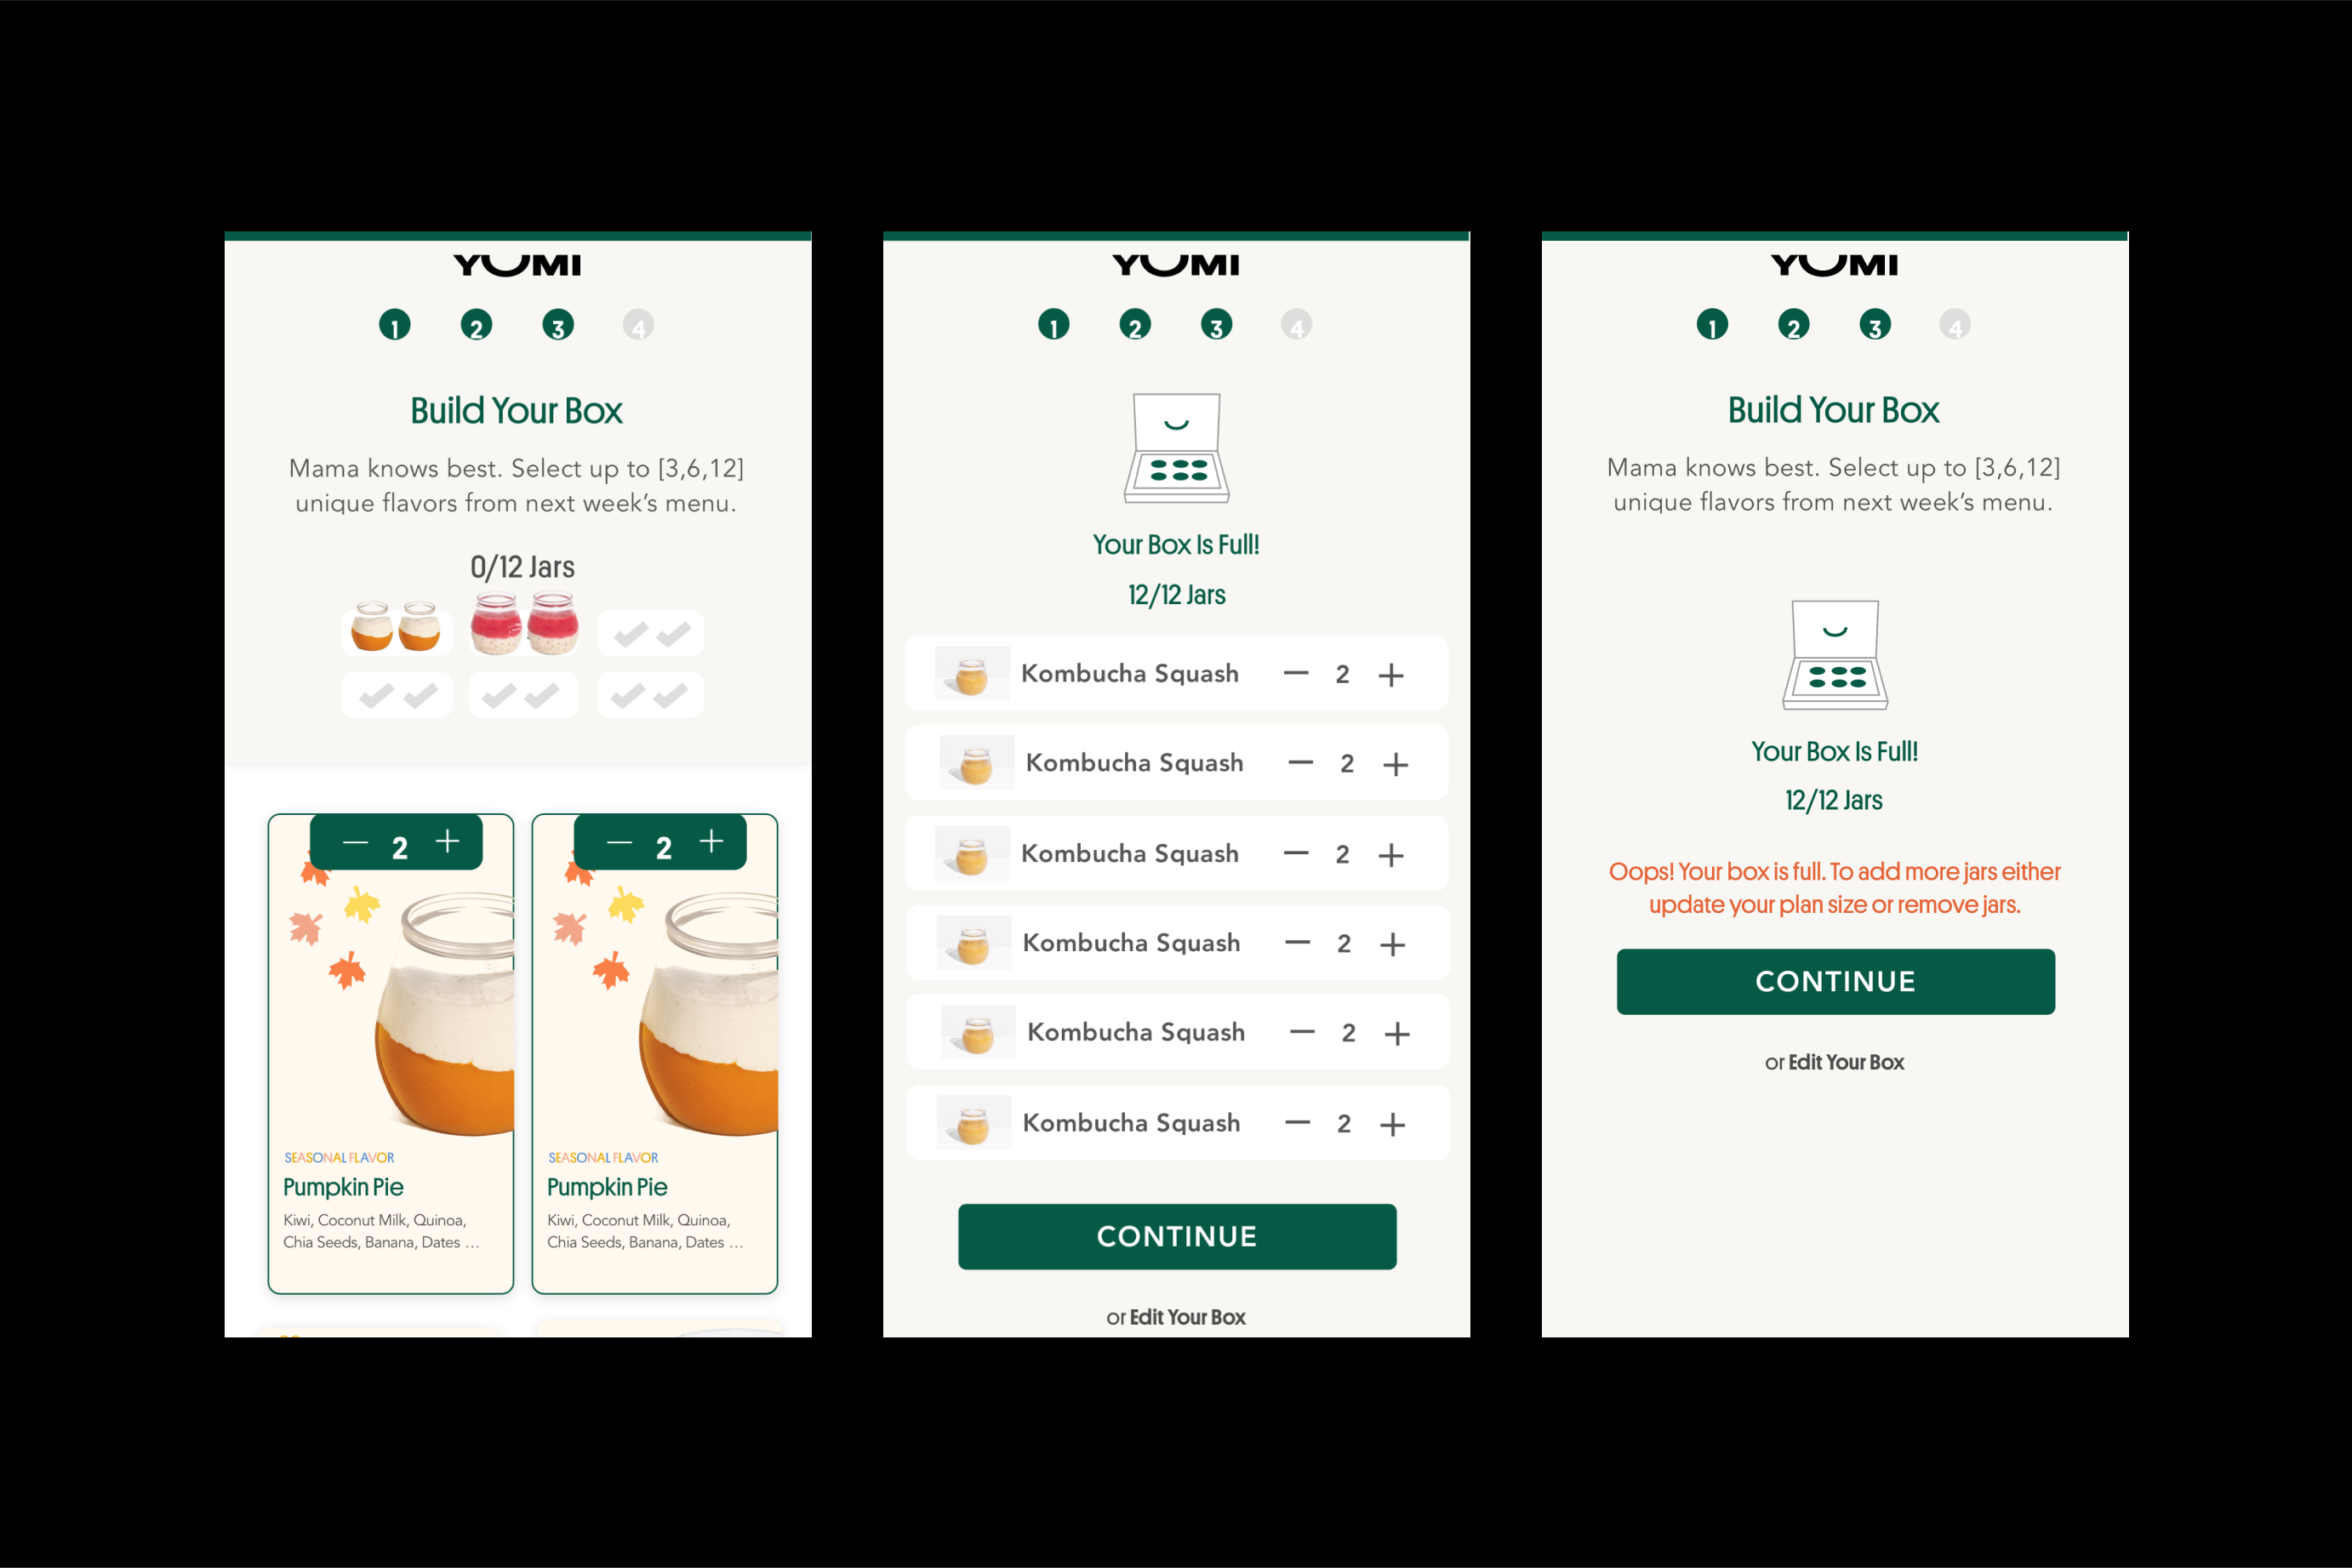 YUMI
1 2 3 4
Build Your Box
Mama knows best. Select up to [3,6,12]
unique flavors from next week's menu.
0/12 Jars
— 2 +
SEASONAL FLAVOR
Pumpkin Pie
Kiwi, Coconut Milk, Quinoa,
Chia Seeds, Banana, Dates ...
— 2 +
SEASONAL FLAVOR
Pumpkin Pie
Kiwi, Coconut Milk, Quinoa,
Chia Seeds, Banana, Dates ...
YUMI
1 2 3 4
Your Box Is Full!
12/12 Jars
Kombucha Squash — 2 +
Kombucha Squash — 2 +
Kombucha Squash — 2 +
Kombucha Squash — 2 +
Kombucha Squash — 2 +
Kombucha Squash — 2 +
CONTINUE
or Edit Your Box
YUMI
1 2 3 4
Build Your Box
Mama knows best. Select up to [3,6,12]
unique flavors from next week's menu.
Your Box Is Full!
12/12 Jars
Oops! Your box is full. To add more jars either
update your plan size or remove jars.
CONTINUE
or Edit Your Box